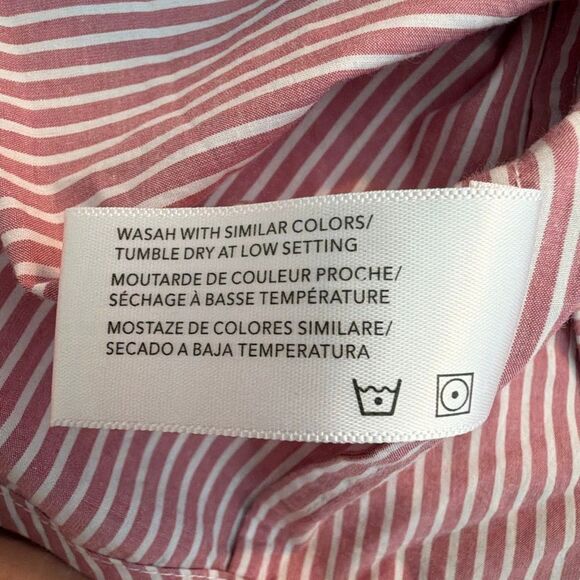 WASAH WITH SIMILAR COLORS/
TUMBLE DRY AT LOW SETTING
MOUTARDE DE COULEUR PROCHE/
SÉCHAGE À BASSE TEMPÉRATURE
MOSTAZE DE COLORES SIMILARE/
SECADO A BAJA TEMPERATURA